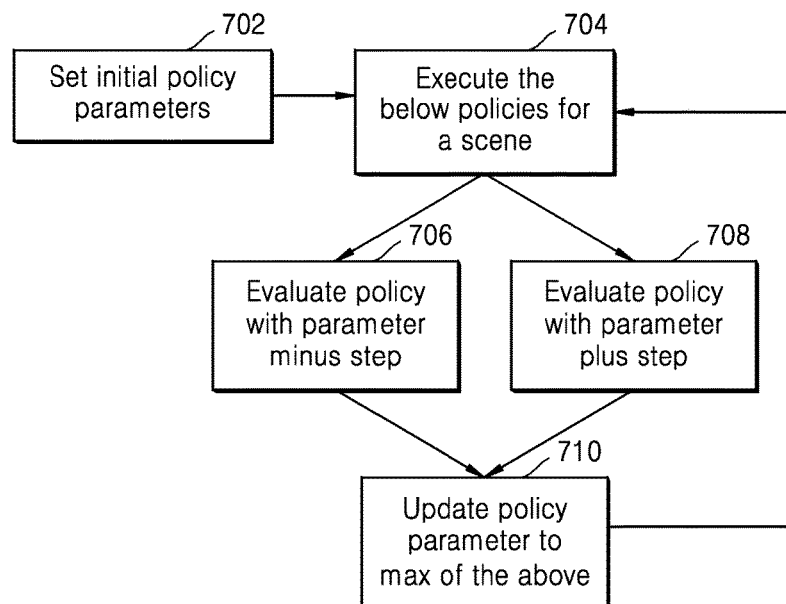 702
Set initial policy
parameters
704
Execute the
below policies for
a scene
706
Evaluate policy
with parameter
minus step
708
Evaluate policy
with parameter
plus step
710
Update policy
parameter to
max of the above